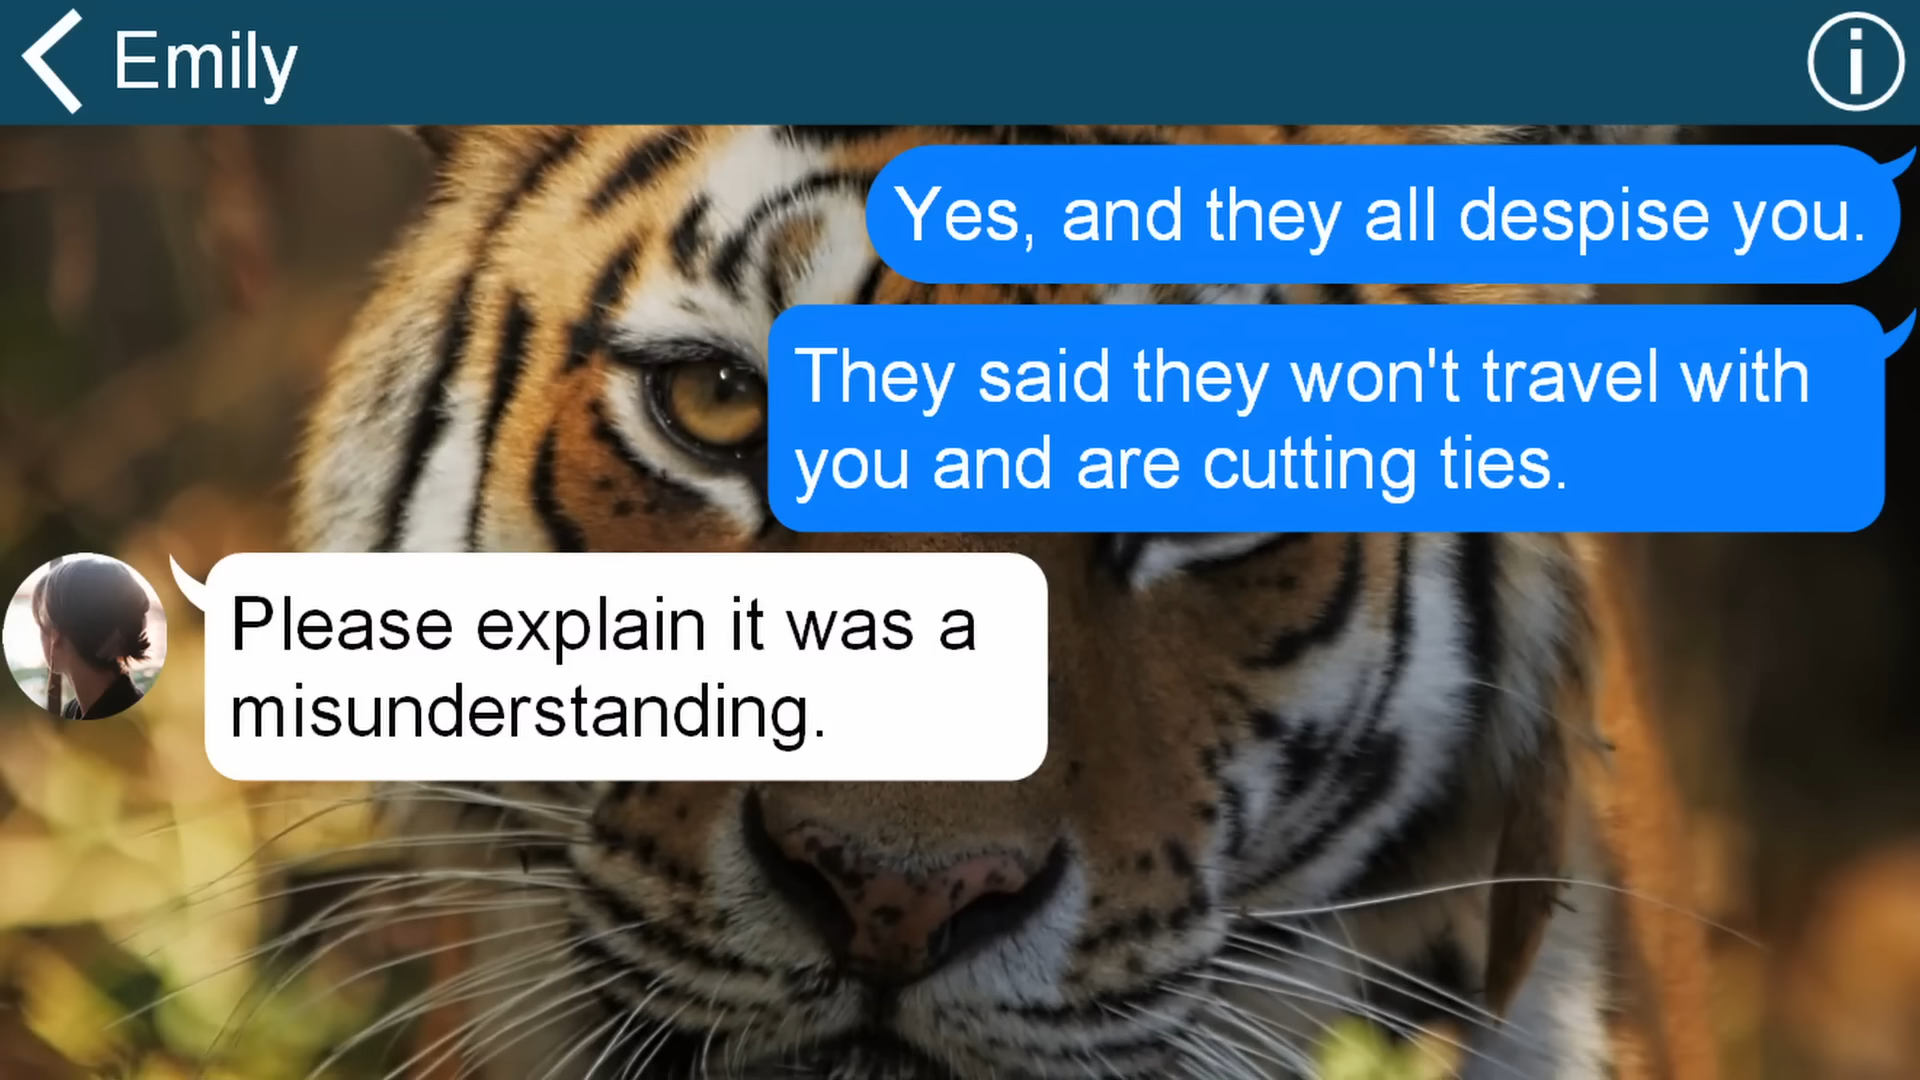 Emily
Yes, and they all despise you.
They said they won't travel with
you and are cutting ties.
Please explain it was a
misunderstanding.